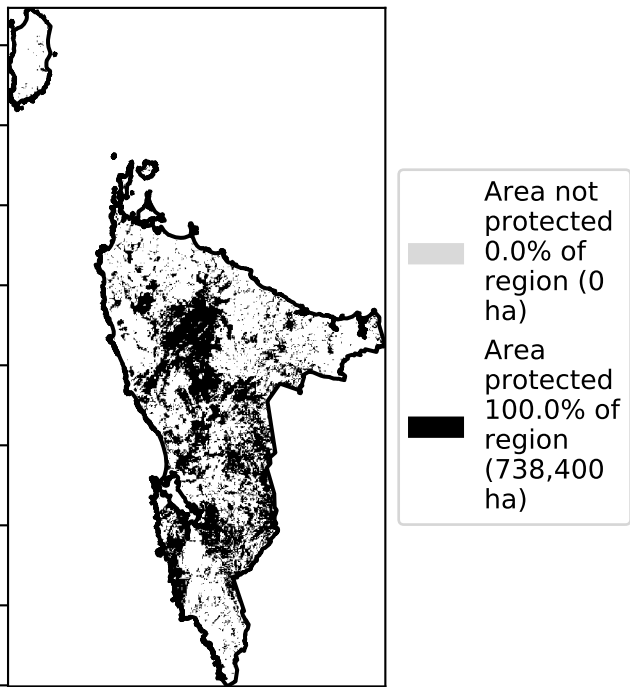 Area not
protected
0.0% of
region (0
ha)
Area
protected
100.0% of
region
(738,400
ha)